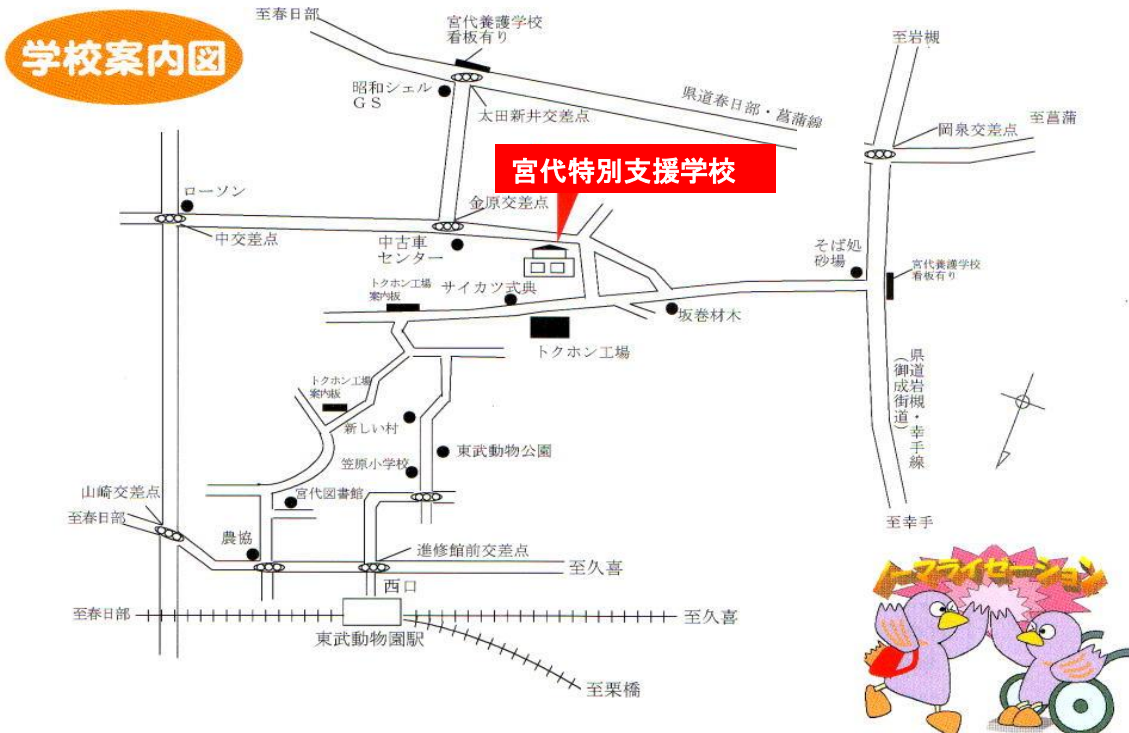 学校案内図
至春日部
宮代養護学校
看板有り
至岩槻
昭和シェル
GS
太田新井交差点
県道春日部・菖蒲線
岡泉交差点
至菖蒲
宮代特別支援学校
ローソン
金原交差点
中交差点
中古車
センター
そば処
砂場
宮代養護学校
看板有り
トクホン工場
案内板
サイカツ式典
坂巻材木
トクホン工場
県道岩槻・幸手線
(御成街道)
トクホン工場
案内板
新しい村
東武動物公園
笠原小学校
山崎交差点
宮代図書館
至春日部
至幸手
農協
進修館前交差点
至久喜
西口
ノーマライゼーション
至春日部
至久喜
東武動物園駅
至栗橋